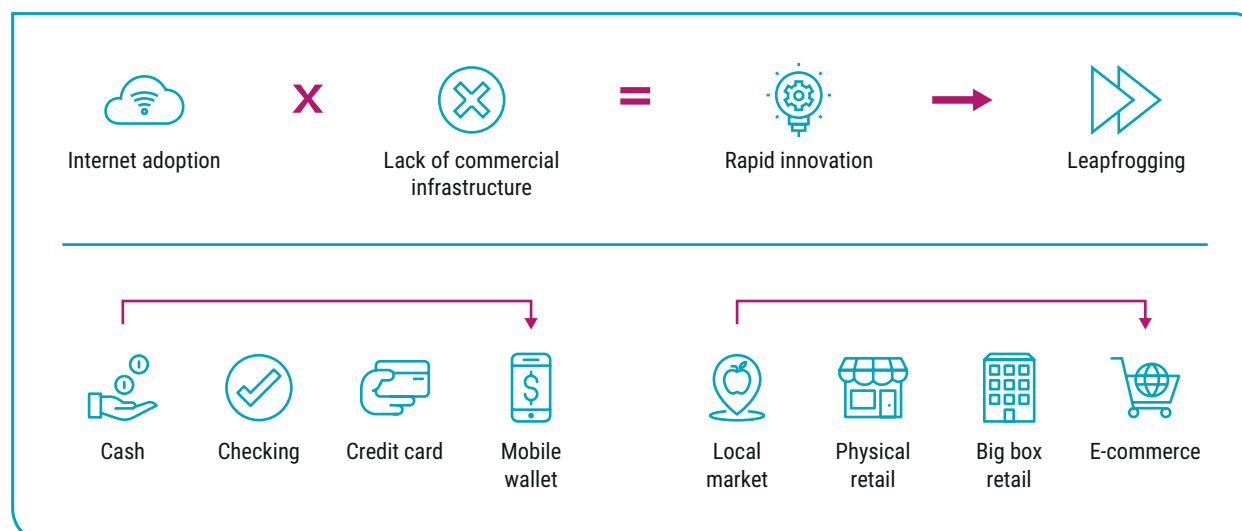 X
=
Internet adoption
Lack of commercial
infrastructure
Rapid innovation
Leapfrogging
$
Cash
Checking
Credit card
Mobile
wallet
Local
market
Physical
retail
Big box
retail
E-commerce